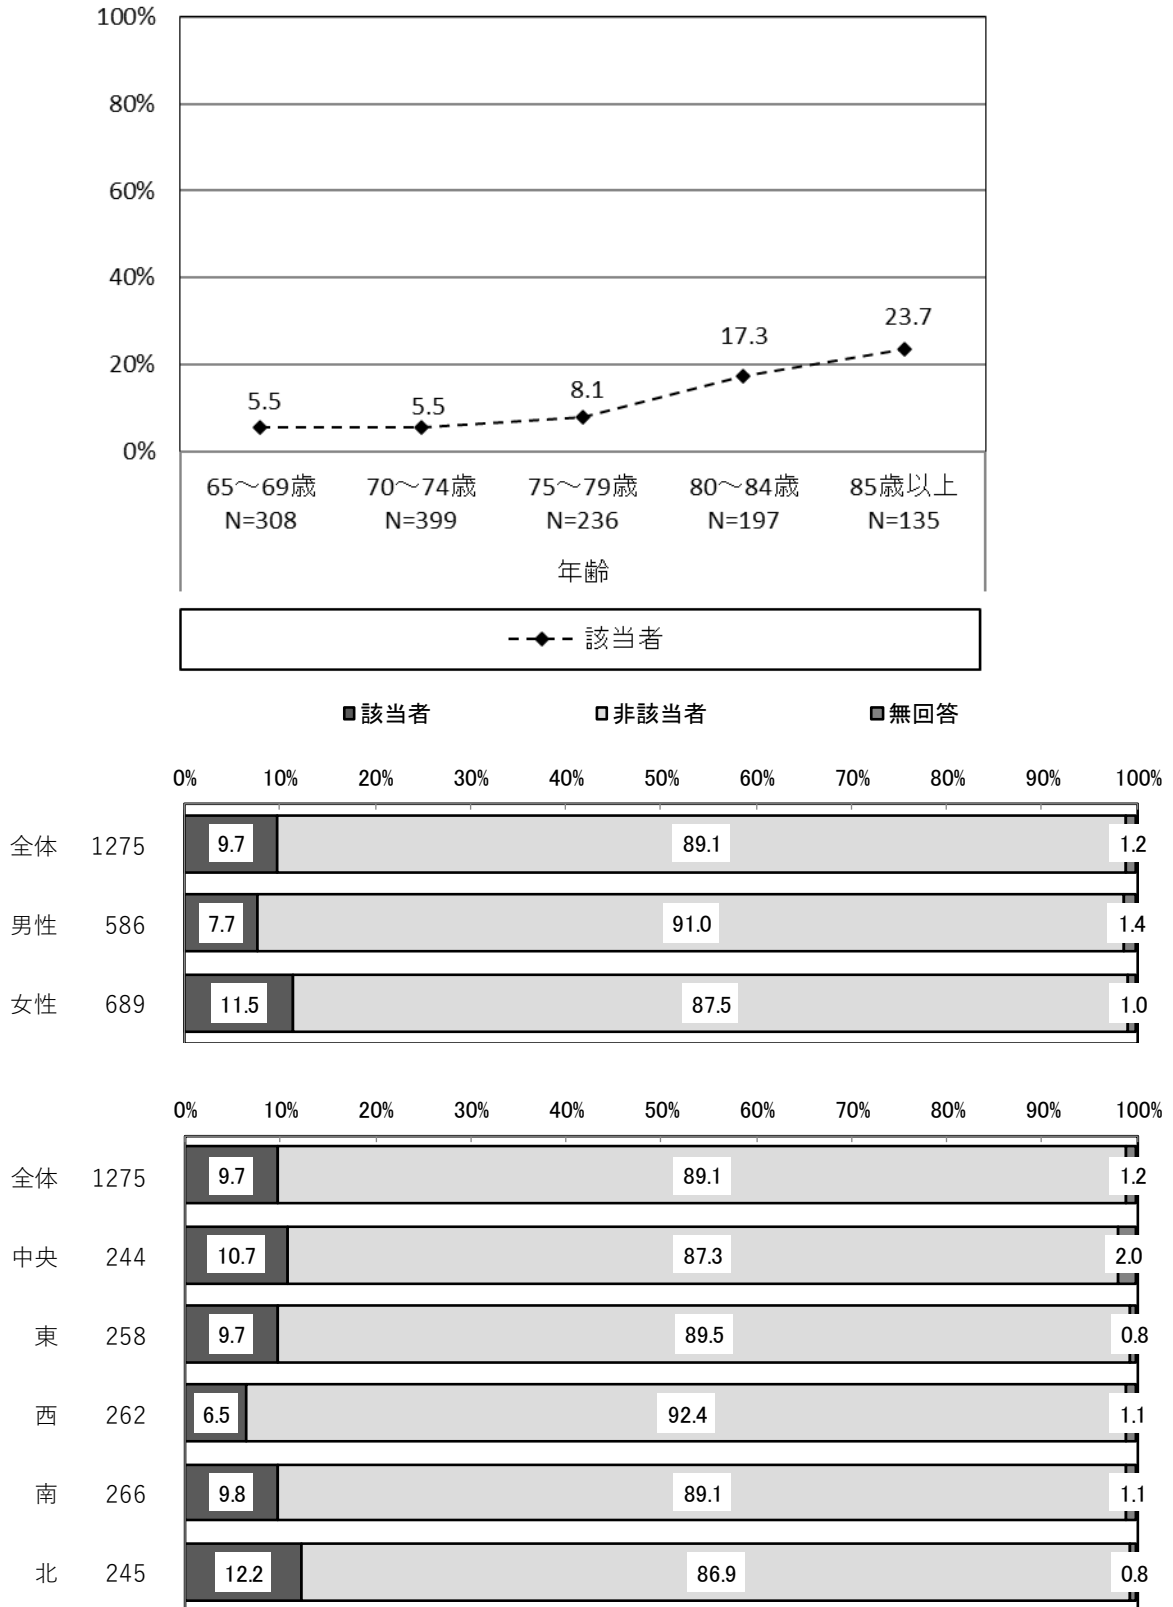 100%
80%
60%
40%
20%
0%
5.5 5.5 8.1 17.3 23.7
65～69歳 70～74歳 75～79歳 80～84歳 85歳以上
N=308 N=399 N=236 N=197 N=135
年齢
該当者
該当者 非該当者 無回答
0% 10% 20% 30% 40% 50% 60% 70% 80% 90% 100%
全体 1275 9.7 89.1 1.2
男性 586 7.7 91.0 1.4
女性 689 11.5 87.5 1.0
0% 10% 20% 30% 40% 50% 60% 70% 80% 90% 100%
全体 1275 9.7 89.1 1.2
中央 244 10.7 87.3 2.0
東 258 9.7 89.5 0.8
西 262 6.5 92.4 1.1
南 266 9.8 89.1 1.1
北 245 12.2 86.9 0.8